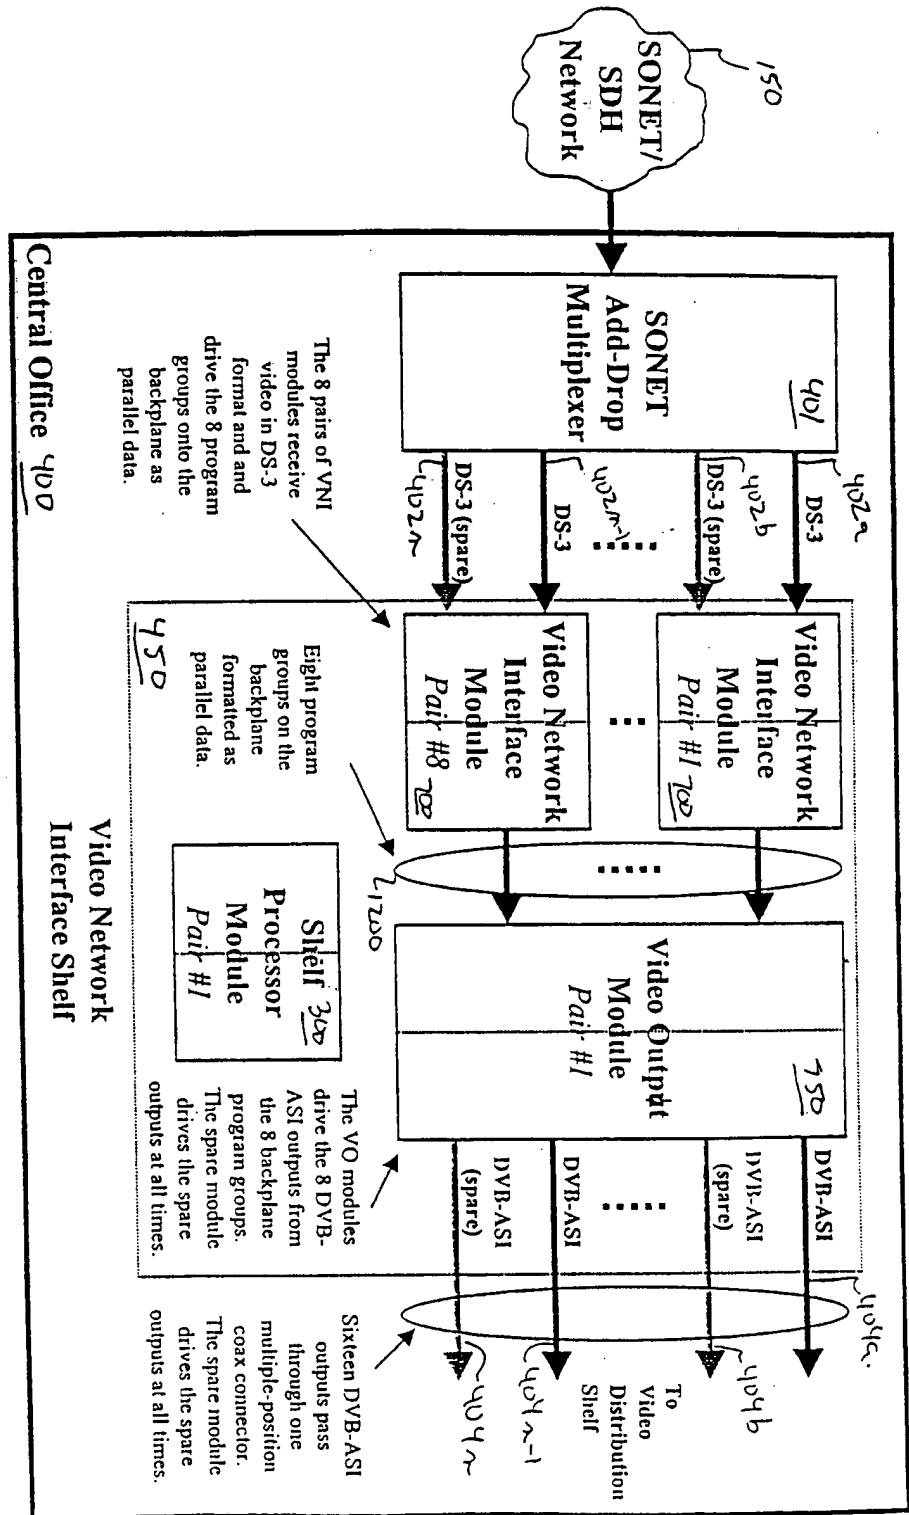 150
SONET/
SDH
Network
Central Office 400
SONET
Add-Drop
Multiplexer
401
402a
DS-3
402b
DS-3 (spare)
402n-1
DS-3
402n
DS-3 (spare)
The 8 pairs of VNI
modules receive
video in DS-3
format and and
drive the 8 program
groups onto the
backplane as
parallel data.
Video Network
Interface
Module
Pair #1 700
Video Network
Interface
Module
Pair #8 700
450
Eight program
groups on the
backplane
formatted as
parallel data.
1200
Video Output
Module
Pair #1
750
Shelf 300
Processor
Module
Pair #1
Video Network
Interface Shelf
DVB-ASI
DVB-ASI
(spare)
DVB-ASI
DVB-ASI
(spare)
The VO modules
drive the 8 DVB-
ASI outputs from
the 8 backplane
program groups.
The spare module
drives the spare
outputs at all times.
404a.
404b
404n-1
404n
To
Video
Distribution
Shelf
Sixteen DVB-ASI
outputs pass
through one
multiple-position
coax connector.
The spare module
drives the spare
outputs at all times.